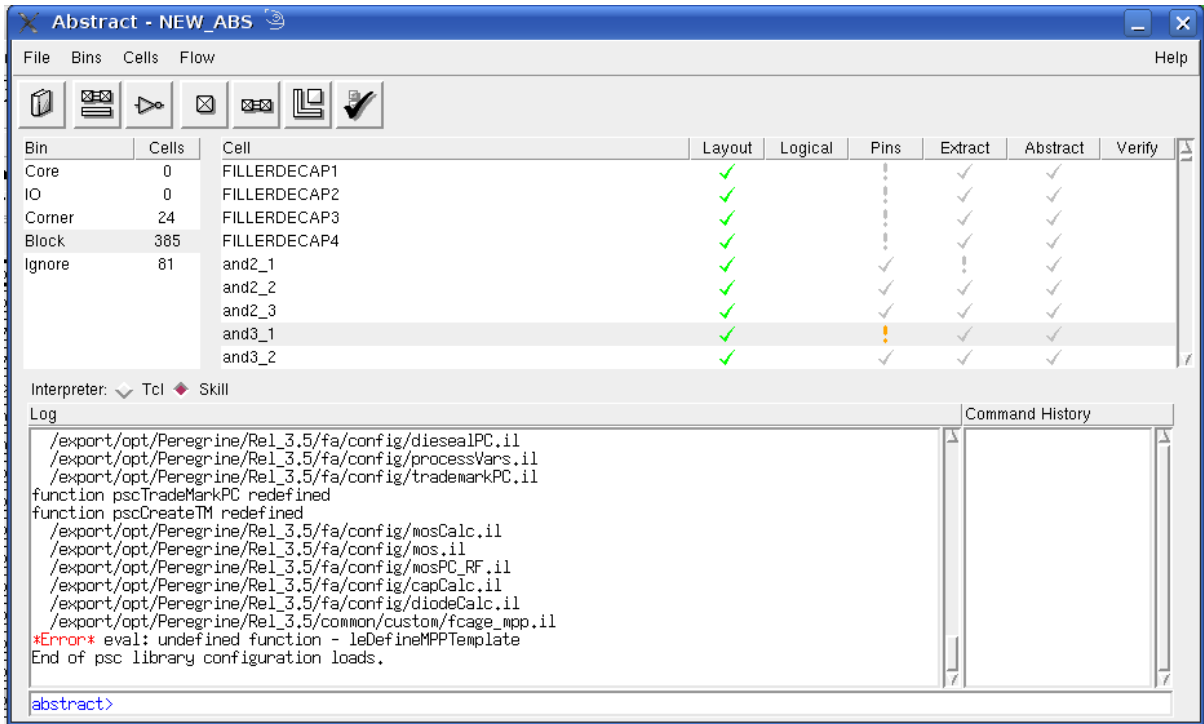 Abstract - NEW_ABS
File Bins Cells Flow Help
Bin Cells Cell Layout Logical Pins Extract Abstract Verify
Core 0 FILLERDECAP1
IO 0 FILLERDECAP2
Corner 24 FILLERDECAP3
Block 385 FILLERDECAP4
Ignore 81 and2_1
and2_2
and2_3
and3_1
and3_2
Interpreter: Tcl Skill
Log Command History
/export/opt/Peregrine/Rel_3.5/fa/config/diesealPC.il
/export/opt/Peregrine/Rel_3.5/fa/config/processVars.il
/export/opt/Peregrine/Rel_3.5/fa/config/trademarkPC.il
function pscTradeMarkPC redefined
function pscCreateTM redefined
/export/opt/Peregrine/Rel_3.5/fa/config/mosCalc.il
/export/opt/Peregrine/Rel_3.5/fa/config/mos.il
/export/opt/Peregrine/Rel_3.5/fa/config/mosPC_RF.il
/export/opt/Peregrine/Rel_3.5/fa/config/capCalc.il
/export/opt/Peregrine/Rel_3.5/fa/config/diodeCalc.il
/export/opt/Peregrine/Rel_3.5/common/custom/fcage_mpp.il
*Error* eval: undefined function - leDefineMPPTemplate
End of psc library configuration loads.
abstract>